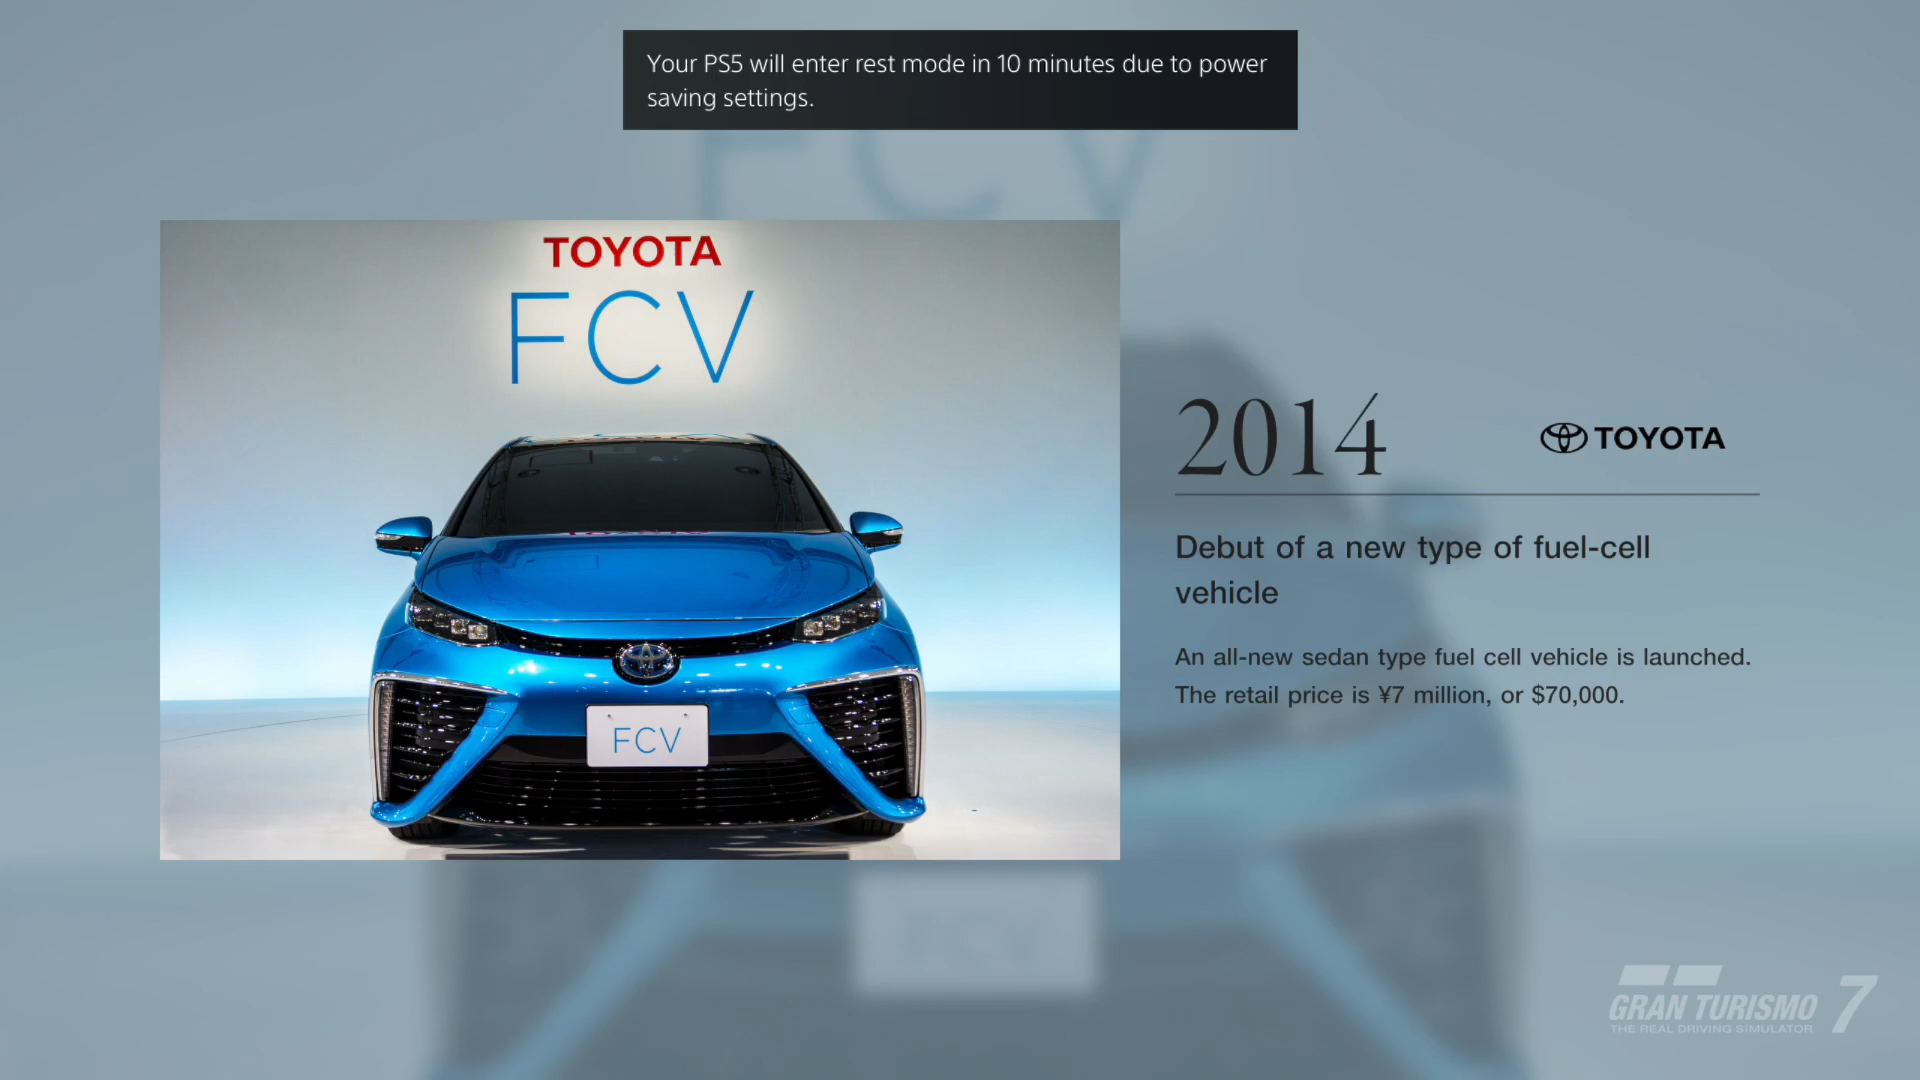 Your PS5 will enter rest mode in 10 minutes due to power
saving settings.
TOYOTA
FCV
FCV
2014
TOYOTA
Debut of a new type of fuel-cell
vehicle
An all-new sedan type fuel cell vehicle is launched.
The retail price is ¥7 million, or $70,000.
GRAN TURISMO 7
THE REAL DRIVING SIMULATOR